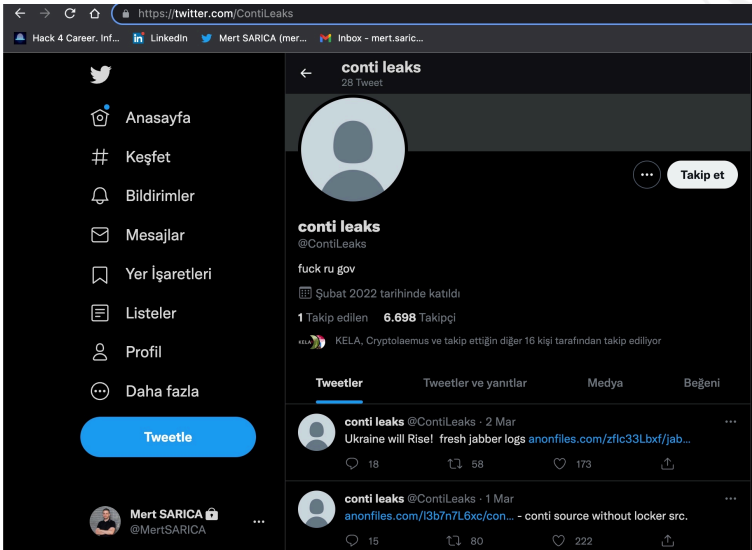 https://twitter.com/ContiLeaks
Hack 4 Career. Inf...
LinkedIn
Mert SARICA (mer...
Inbox - mert.saric...
Anasayfa
Keşfet
Bildirimler
Mesajlar
Yer İşaretleri
Listeler
Profil
Daha fazla
Tweetle
Mert SARICA
@MertSARICA
conti leaks
28 Tweet
Takip et
conti leaks
@ContiLeaks
fuck ru gov
Şubat 2022 tarihinde katıldı
1 Takip edilen 6.698 Takipçi
KELA, Cryptolaemus ve takip ettiğin diğer 16 kişi tarafından takip ediliyor
Tweetler
Tweetler ve yanıtlar
Medya
Beğeni
conti leaks @ContiLeaks · 2 Mar
Ukraine will Rise! fresh jabber logs anonfiles.com/zflc33Lbxf/jab...
18 58 173
conti leaks @ContiLeaks · 1 Mar
anonfiles.com/l3b7n7L6xc/con... - conti source without locker src.
15 80 222